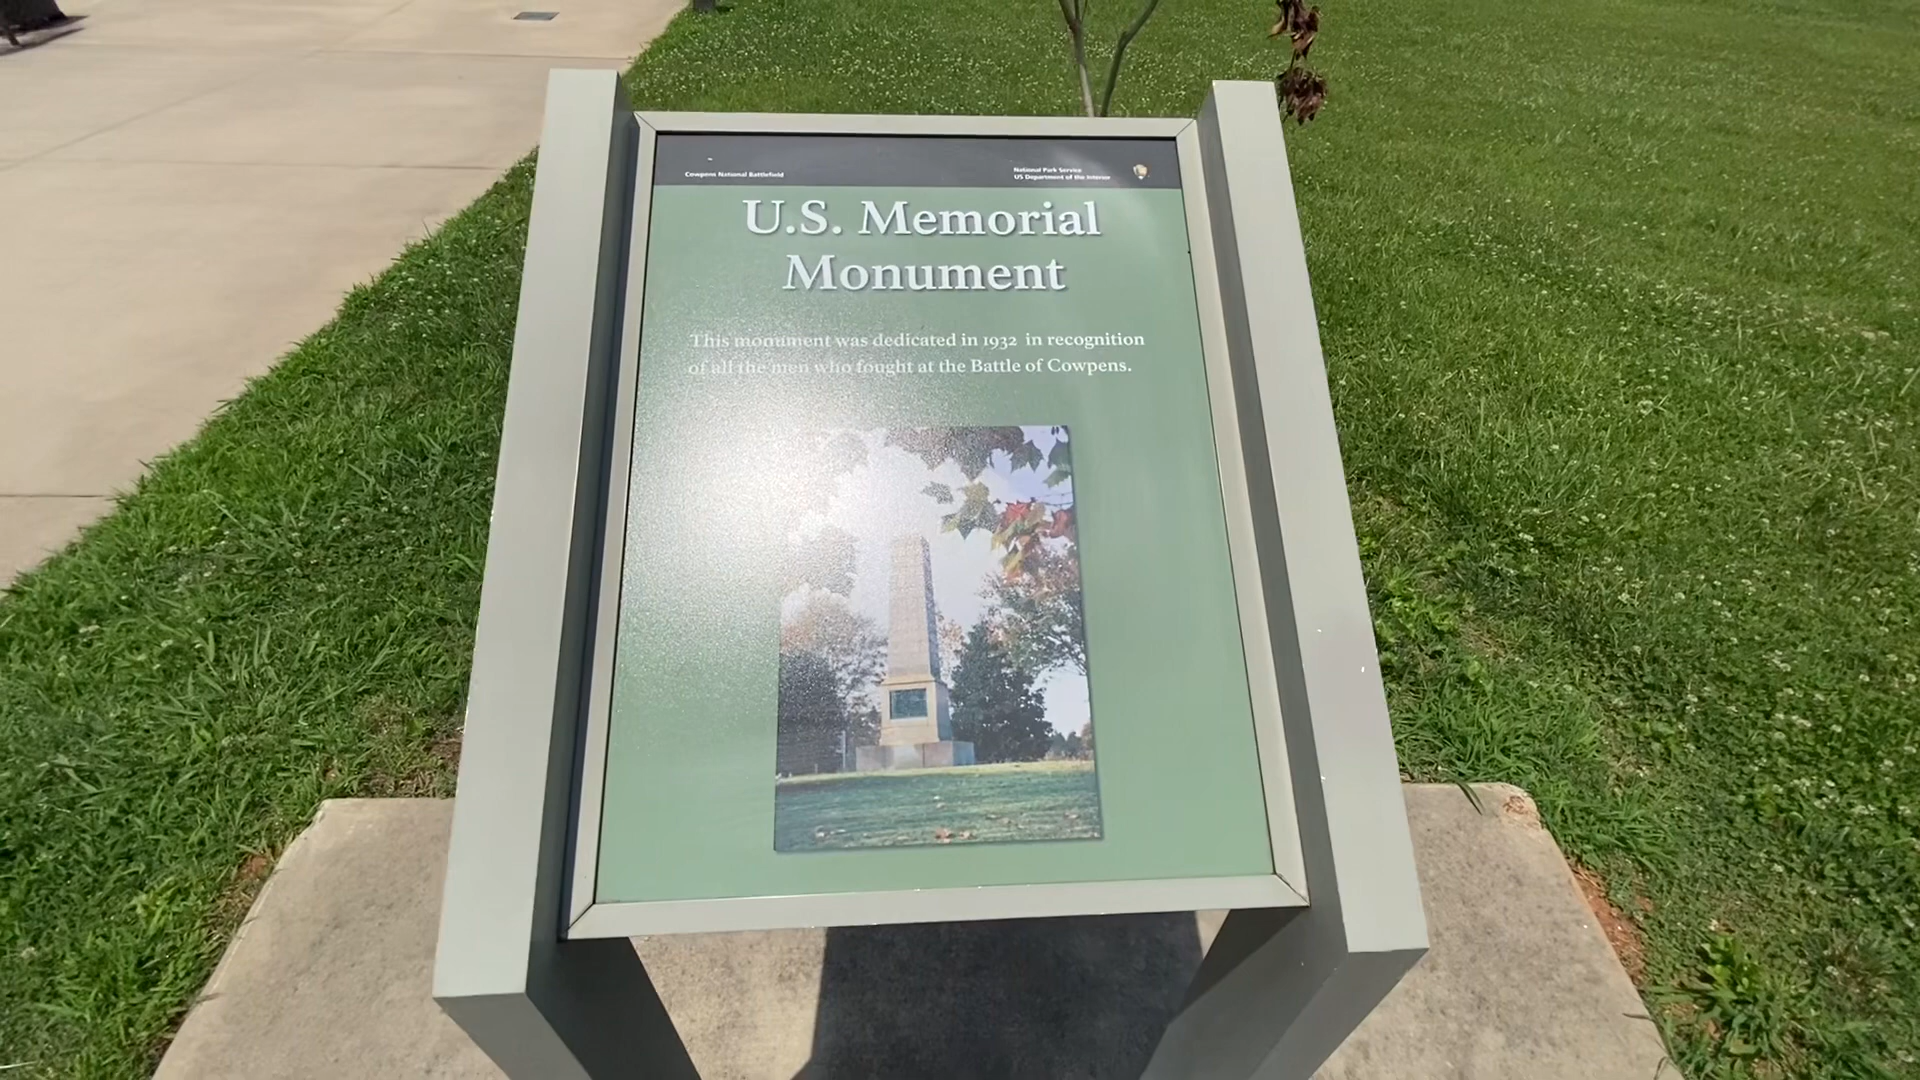 Cowpens National Battlefield
National Park Service
US Department of the Interior
U.S. Memorial
Monument
This monument was dedicated in 1932 in recognition
of all the men who fought at the Battle of Cowpens.